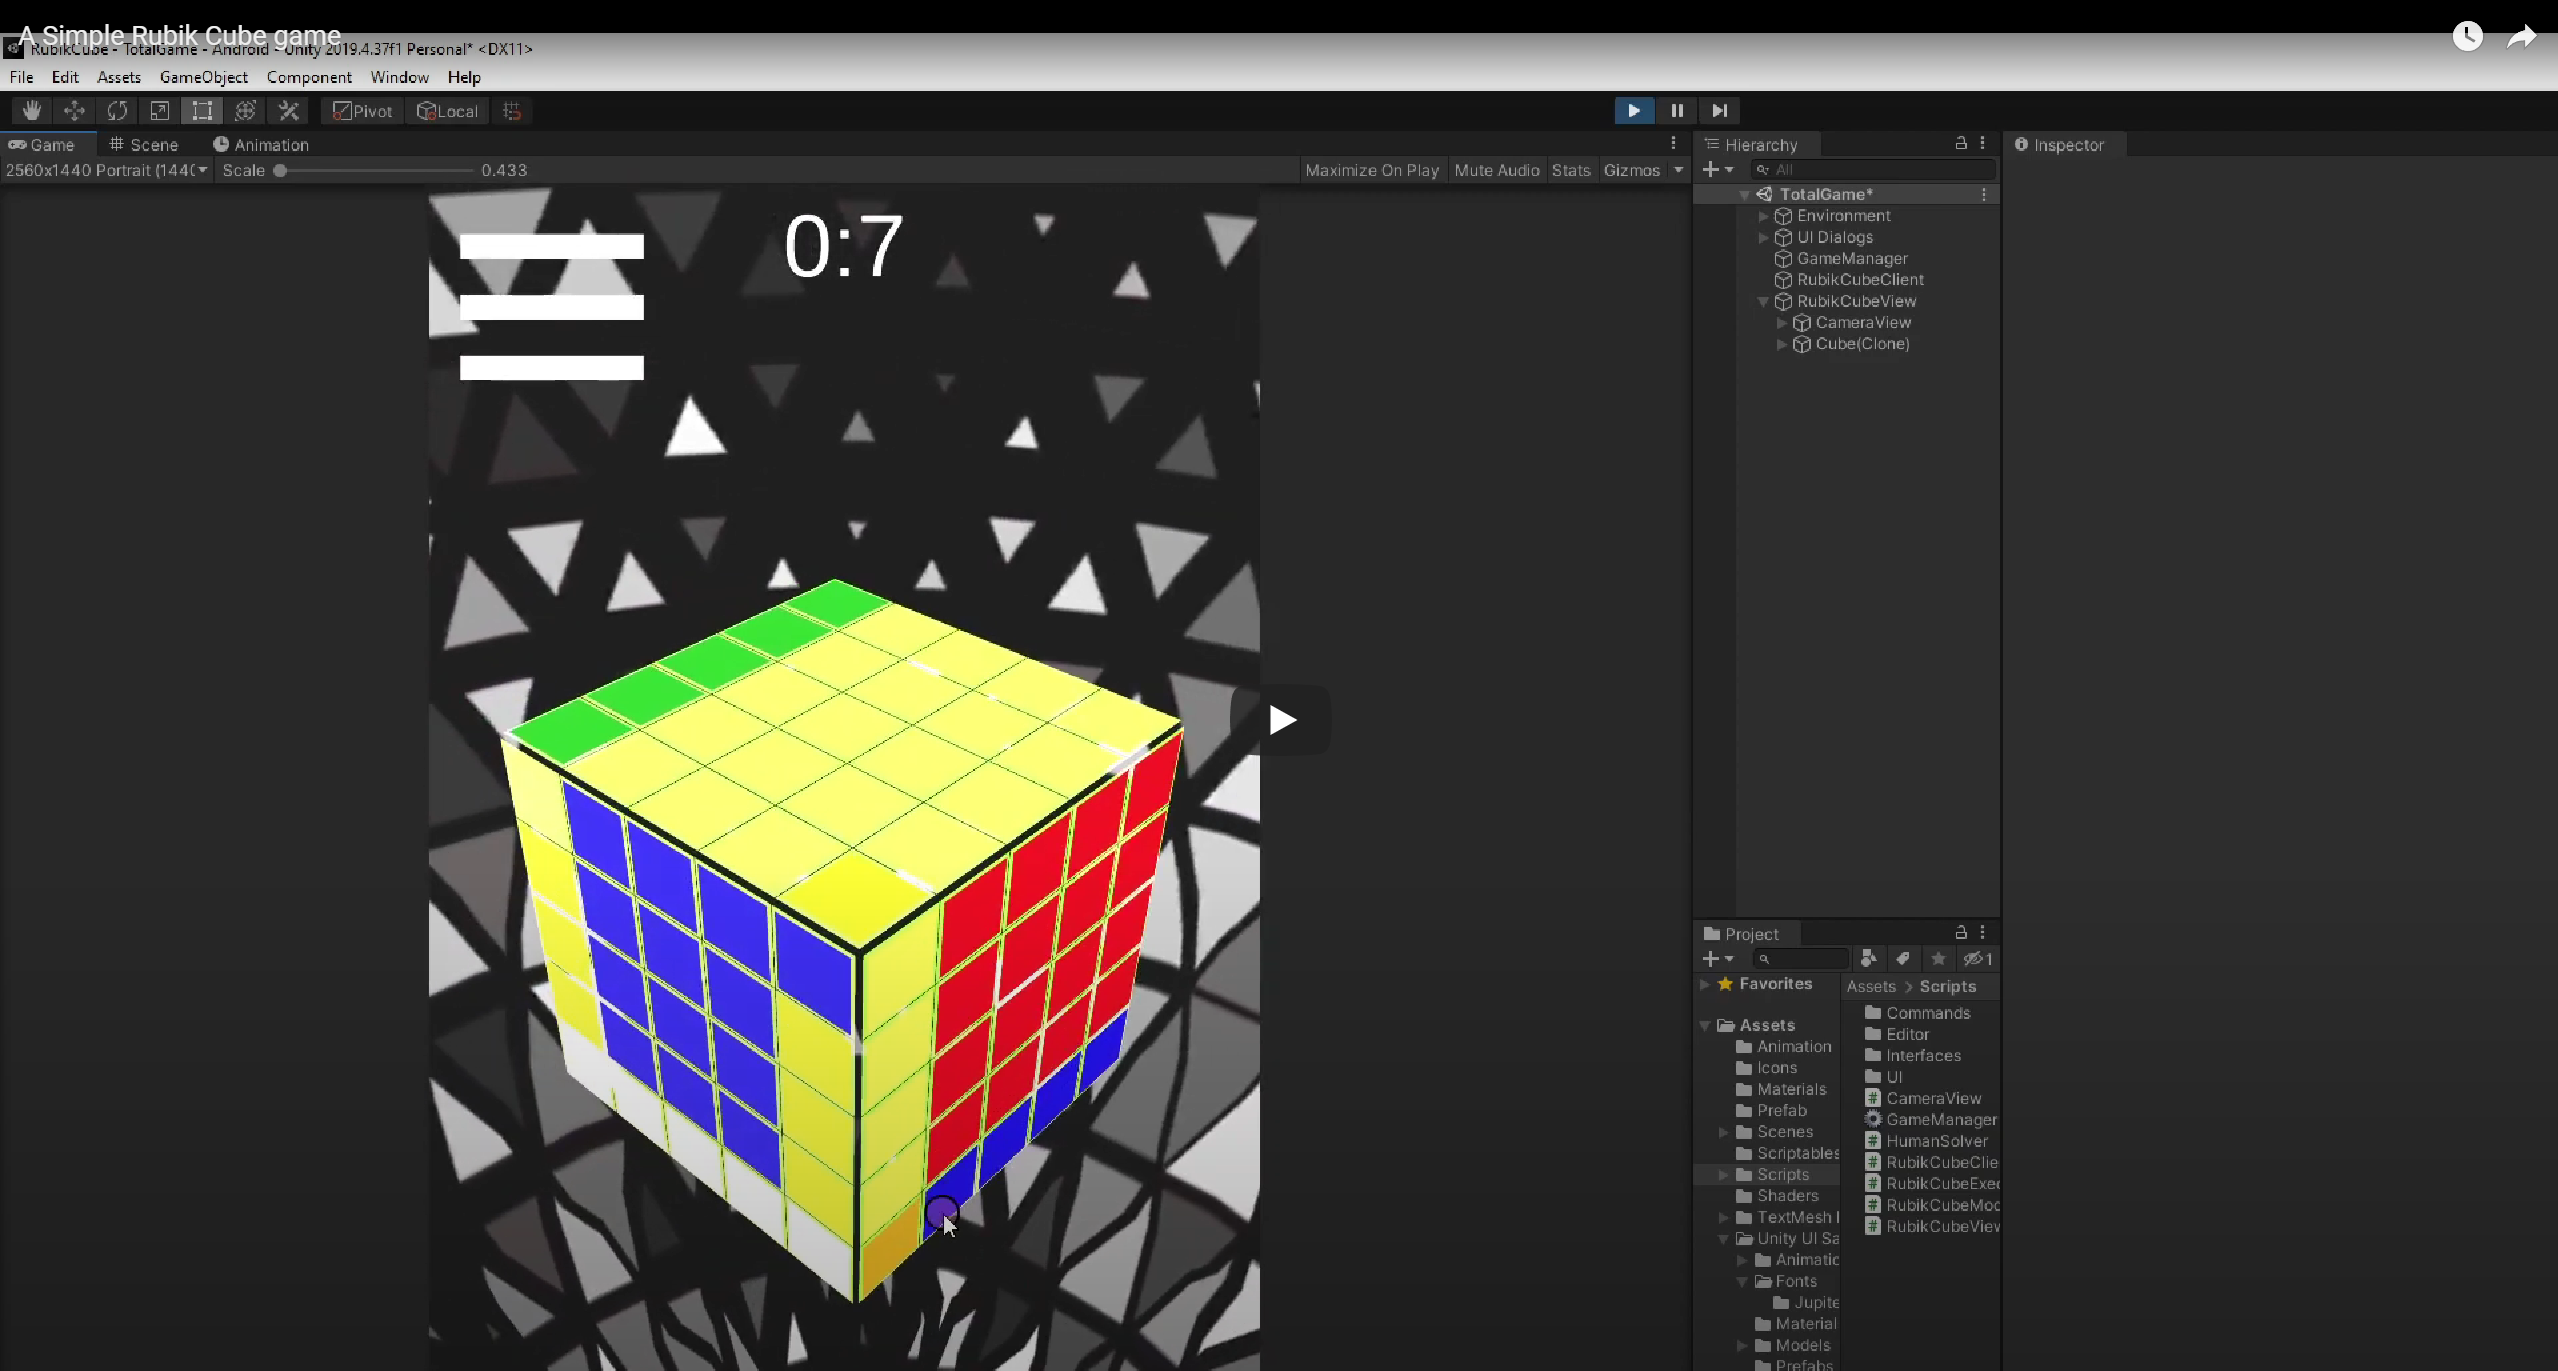 A Simple Rubik Cube game
RubikCube - TotalGame - Android - Unity 2019.4.37f1 Personal* <DX11>
File Edit Assets GameObject Component Window Help
Pivot Local
Game Scene Animation
2560x1440 Portrait (144( Scale 0.433 Maximize On Play Mute Audio Stats Gizmos
0:7
Hierarchy
All
TotalGame*
Environment
UI Dialogs
GameManager
RubikCubeClient
RubikCubeView
CameraView
Cube(Clone)
Inspector
Project
1
Favorites
Assets
Animation
Icons
Materials
Prefab
Scenes
Scriptables
Scripts
Shaders
TextMesh
Unity UI Sa
Animatic
Fonts
Jupite
Material
Models
Prefabs
Assets > Scripts
Commands
Editor
Interfaces
UI
CameraView
GameManager
HumanSolver
RubikCubeClie
RubikCubeExec
RubikCubeMoc
RubikCubeView